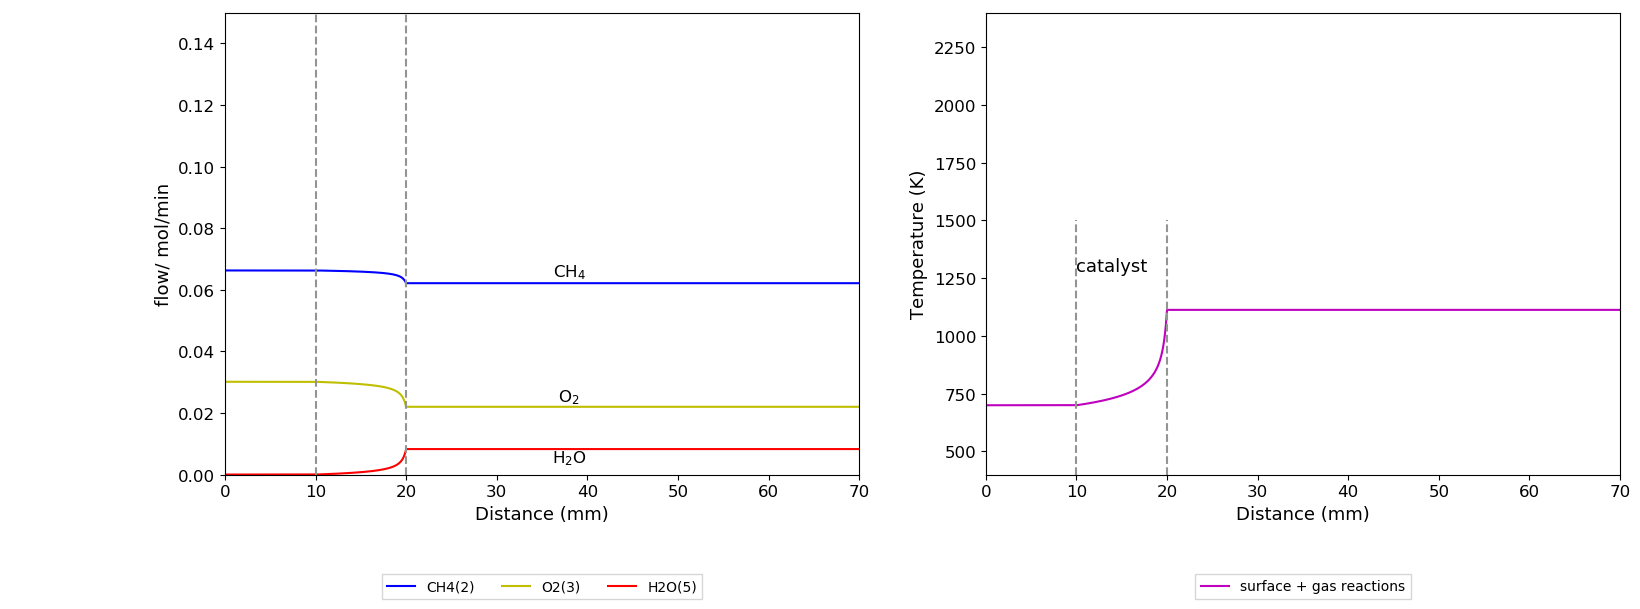 0.14
0.12
0.10
0.08
0.06
0.04
0.02
0.00
flow/ mol/min
CH₄
O₂
H₂O
0 10 20 30 40 50 60 70
Distance (mm)
CH4(2) O2(3) H2O(5)
2250
2000
1750
1500
1250
1000
750
500
Temperature (K)
catalyst
0 10 20 30 40 50 60 70
Distance (mm)
surface + gas reactions